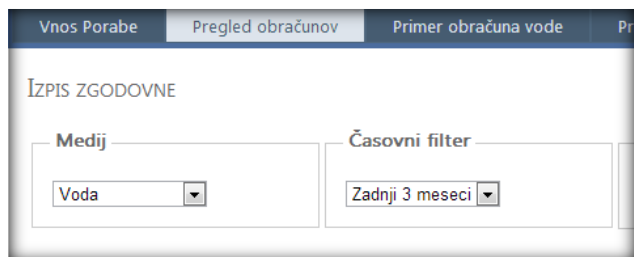 Vnos Porabe Pregled obračunov Primer obračuna vode
IZPIS ZGODOVNE
Medij Časovni filter
Voda Zadnji 3 meseci